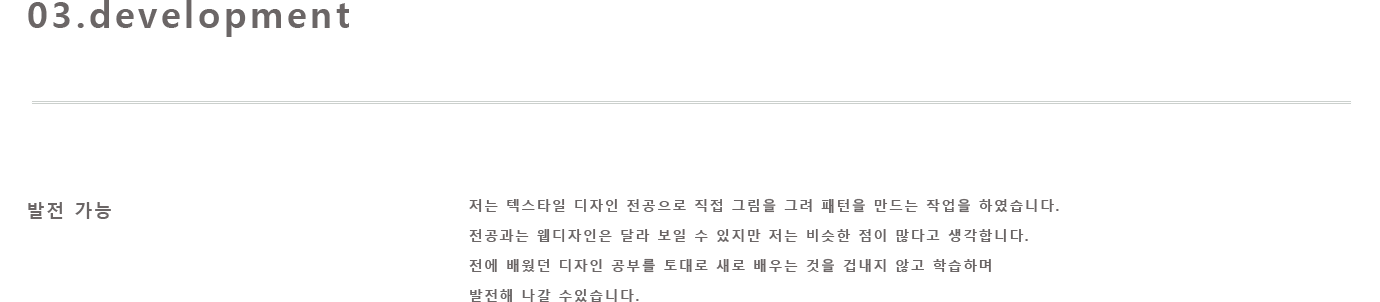 03.development
발전 가능
저는 텍스타일 디자인 전공으로 직접 그림을 그려 패턴을 만드는 작업을 하였습니다.
전공과는 웹디자인은 달라 보일 수 있지만 저는 비슷한 점이 많다고 생각합니다.
전에 배웠던 디자인 공부를 토대로 새로 배우는 것을 겁내지 않고 학습하며
발전해 나갈 수있습니다.